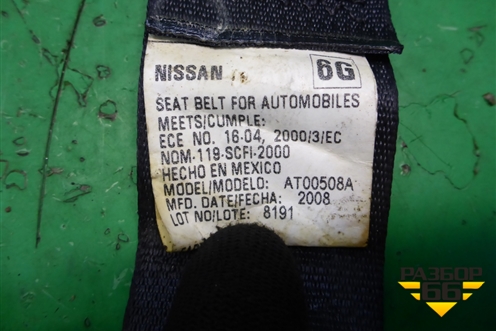 NISSAN 6G
SEAT BELT FOR AUTOMOBILES
MEETS/CUMPLE:
ECE NO. 16-04, 2000/3/EC
NOM-119-SCFI-2000
HECHO EN MEXICO
MODEL/MODELO: AT00508A
MFD. DATE/FECHA: 2008
LOT NO/LOTE: 8191
РАЗБОР
66